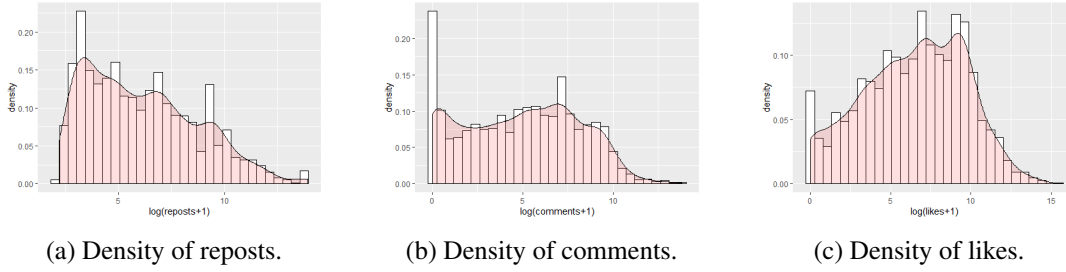 0.20
0.15
0.10
0.05
0.00
density
5
10
log(reposts+1)
(a) Density of reposts.
0.20
0.15
0.10
0.05
0.00
density
0
5
10
log(comments+1)
(b) Density of comments.
0.10
0.05
0.00
density
0
5
10
15
log(likes+1)
(c) Density of likes.